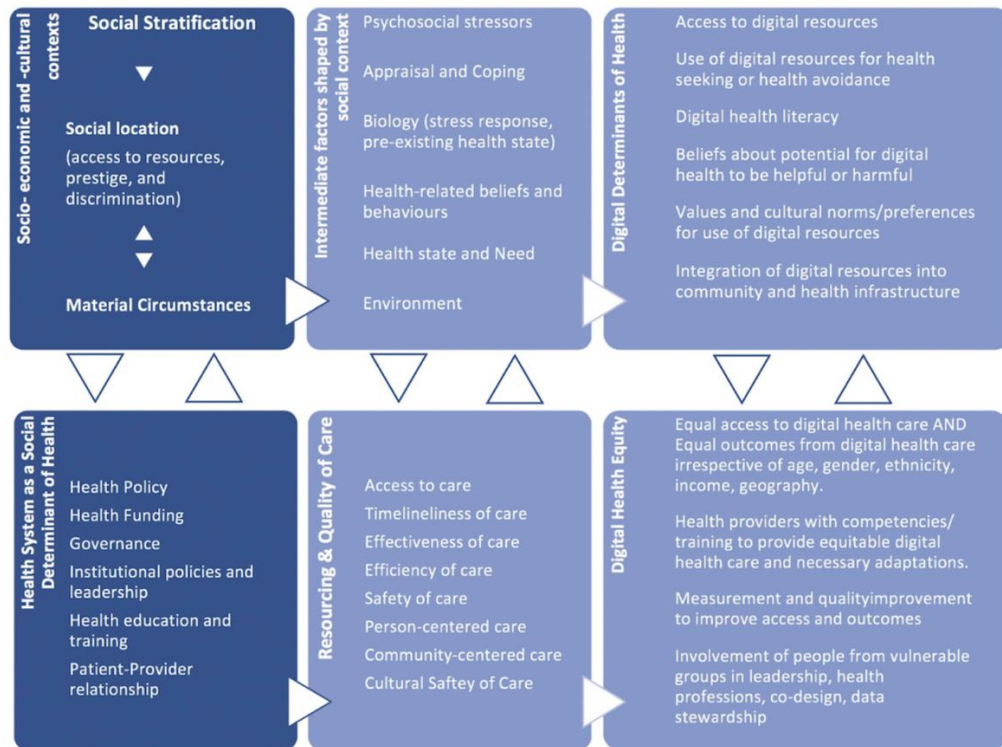 Socio- economic and -cultural
contexts
Social Stratification
Social location
(access to resources,
prestige, and
discrimination)
Material Circumstances
Intermediate factors shaped by
social context
Psychosocial stressors
Appraisal and Coping
Biology (stress response,
pre-existing health state)
Health-related beliefs and
behaviours
Health state and Need
Environment
Digital Determinants of Health
Access to digital resources
Use of digital resources for health
seeking or health avoidance
Digital health literacy
Beliefs about potential for digital
health to be helpful or harmful
Values and cultural norms/preferences
for use of digital resources
Integration of digital resources into
community and health infrastructure
Health System as a Social
Determinant of Health
Health Policy
Health Funding
Governance
Institutional policies and
leadership
Health education and
training
Patient-Provider
relationship
Resourcing & Quality of Care
Access to care
Timelineliness of care
Effectiveness of care
Efficiency of care
Safety of care
Person-centered care
Community-centered care
Cultural Saftey of Care
Digital Health Equity
Equal access to digital health care AND
Equal outcomes from digital health care
irrespective of age, gender, ethnicity,
income, geography.
Health providers with competencies/
training to provide equitable digital
health care and necessary adaptations.
Measurement and qualityimprovement
to improve access and outcomes
Involvement of people from vulnerable
groups in leadership, health
professions, co-design, data
stewardship